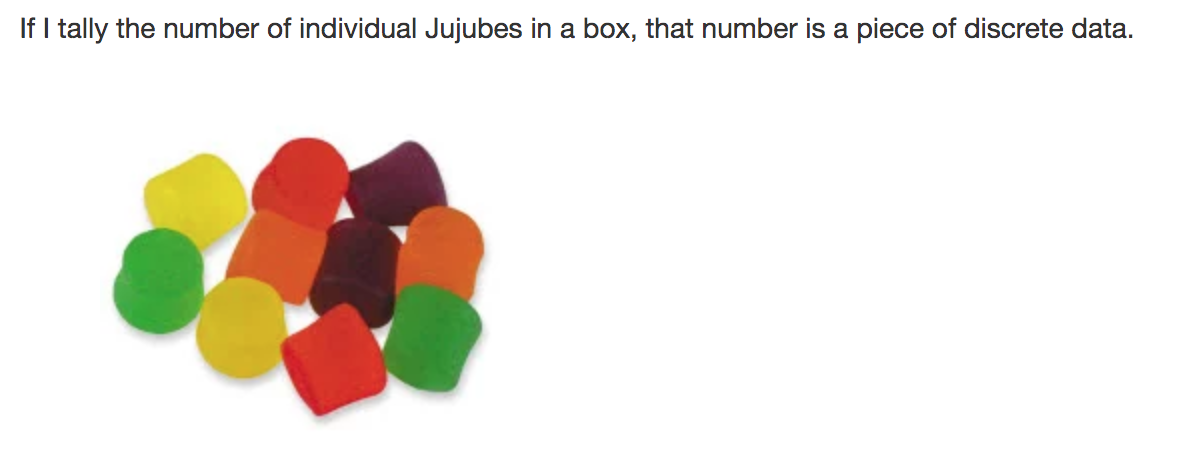 If I tally the number of individual Jujubes in a box, that number is a piece of discrete data.